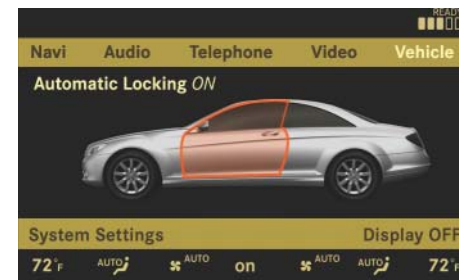 READY
Navi Audio Telephone Video Vehicle
Automatic Locking ON
System Settings Display OFF
72°F AUTO AUTO on AUTO AUTO 72°F